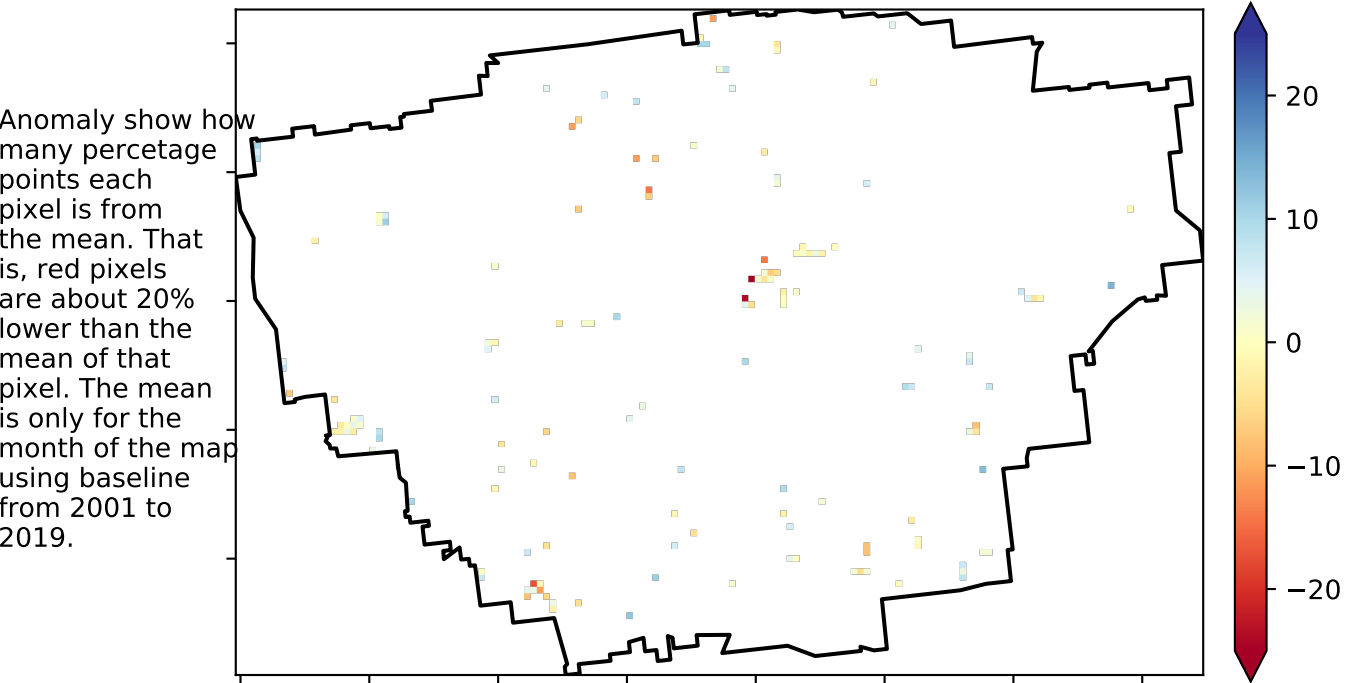 Anomaly show how
many percetage
points each
pixel is from
the mean. That
is, red pixels
are about 20%
lower than the
mean of that
pixel. The mean
is only for the
month of the map
using baseline
from 2001 to
2019.
20
10
0
−10
−20